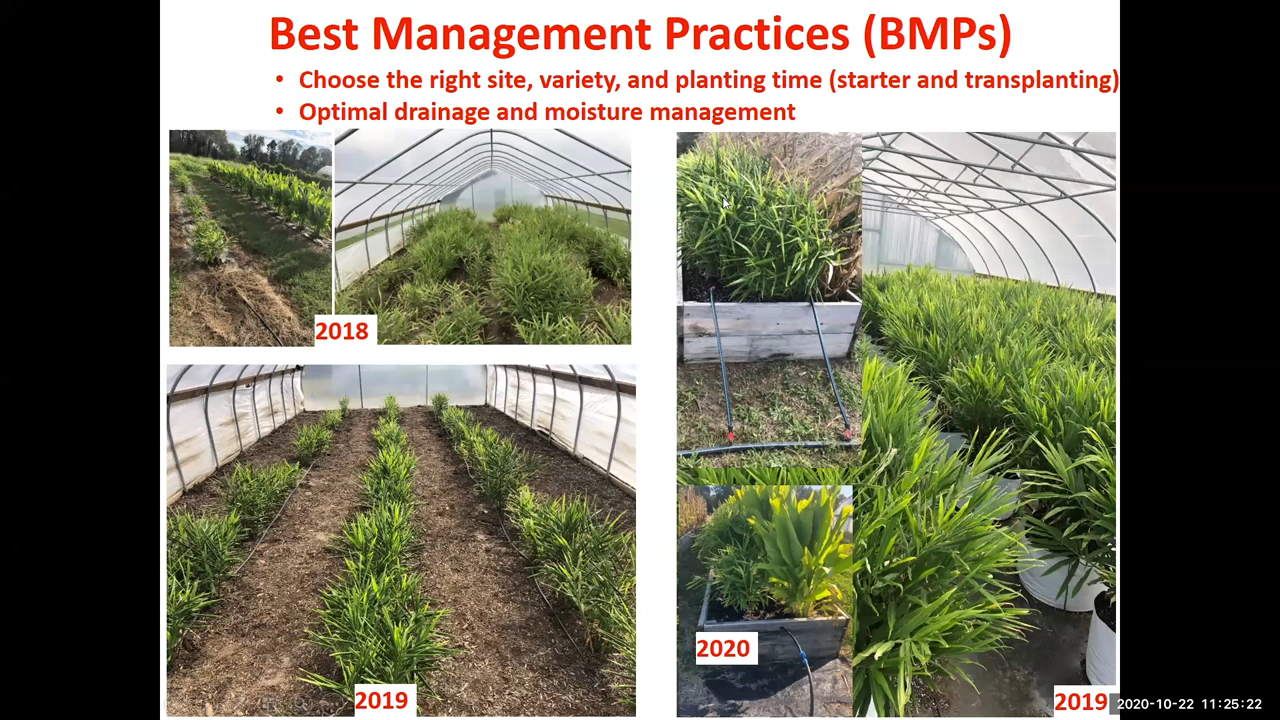 Best Management Practices (BMPs)
• Choose the right site, variety, and planting time (starter and transplanting)
• Optimal drainage and moisture management
2018
2019
2020
2019
2020-10-22 11:25:22